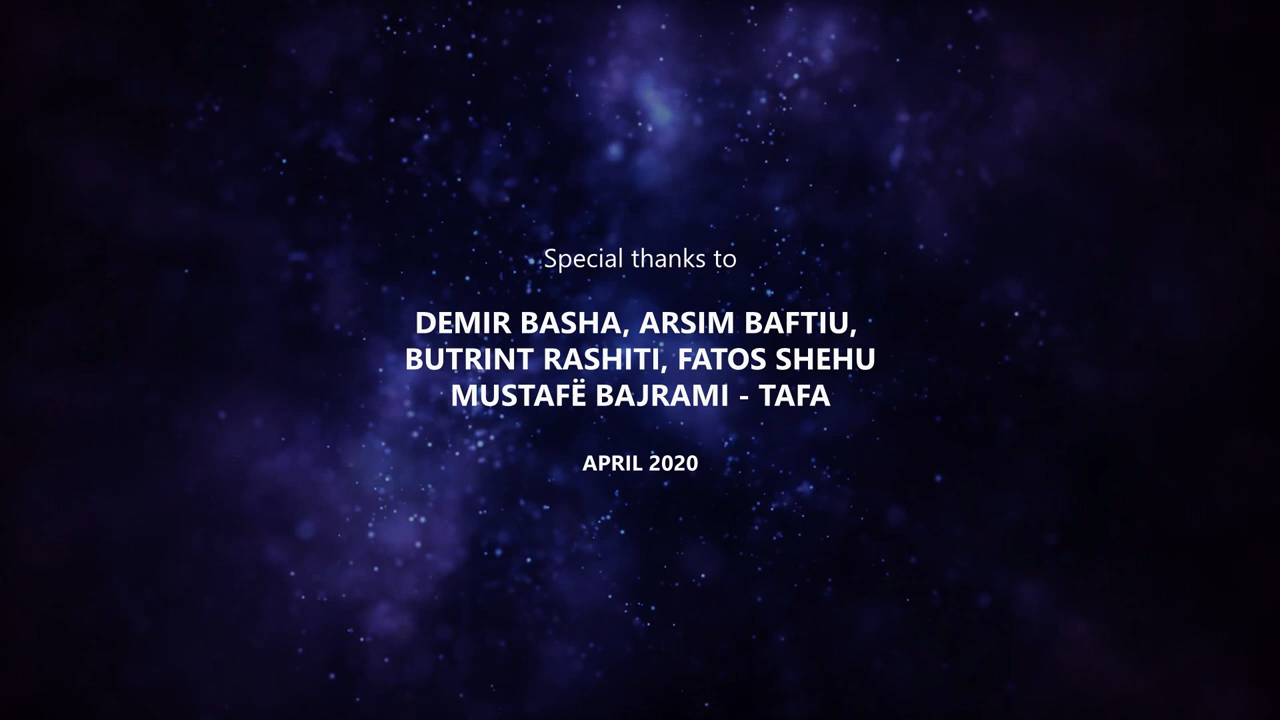 Special thanks to
DEMIR BASHA, ARSIM BAFTIU,
BUTRINT RASHITI, FATOS SHEHU
MUSTAFË BAJRAMI - TAFA
APRIL 2020